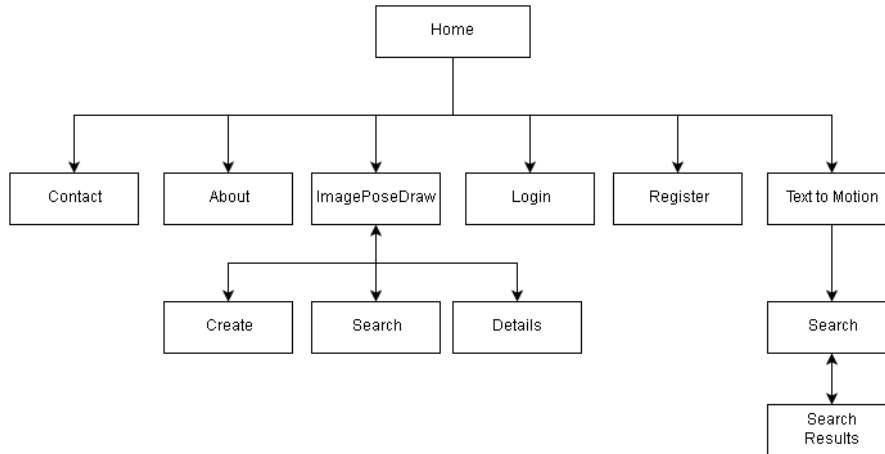 Home
Contact
About
ImagePoseDraw
Login
Register
Text to Motion
Create
Search
Details
Search
Search
Results